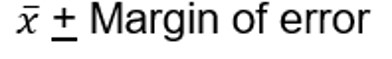 x̄ ± Margin of error